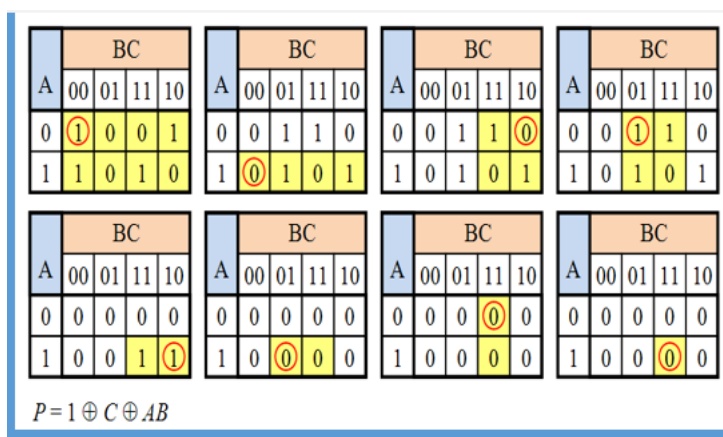 BC BC BC BC
A 00 01 11 10 A 00 01 11 10 A 00 01 11 10 A 00 01 11 10
0 1 0 0 1 0 0 1 1 0 0 0 1 1 0 0 0 1 1 0
1 1 0 1 0 1 0 1 0 1 1 0 1 0 1 1 0 1 0 1
BC BC BC BC
A 00 01 11 10 A 00 01 11 10 A 00 01 11 10 A 00 01 11 10
0 0 0 0 0 0 0 0 0 0 0 0 0 0 0 0 0 0 0 0
1 0 0 1 1 1 0 0 0 0 1 0 0 0 0 1 0 0 0 0
P = 1 ⊕ C ⊕ AB